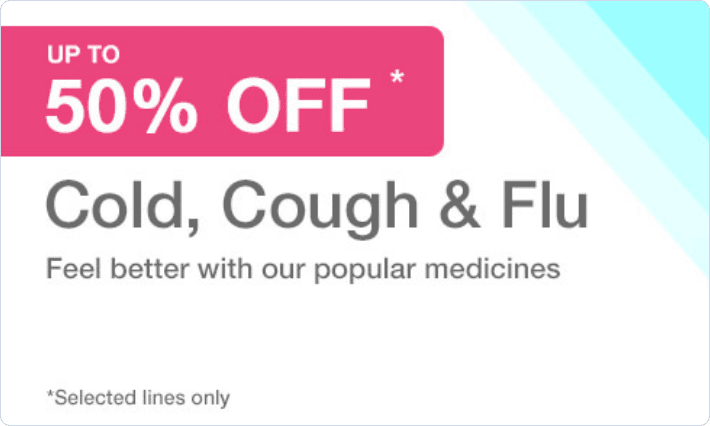 UP TO
50% OFF *
Cold, Cough & Flu
Feel better with our popular medicines
*Selected lines only